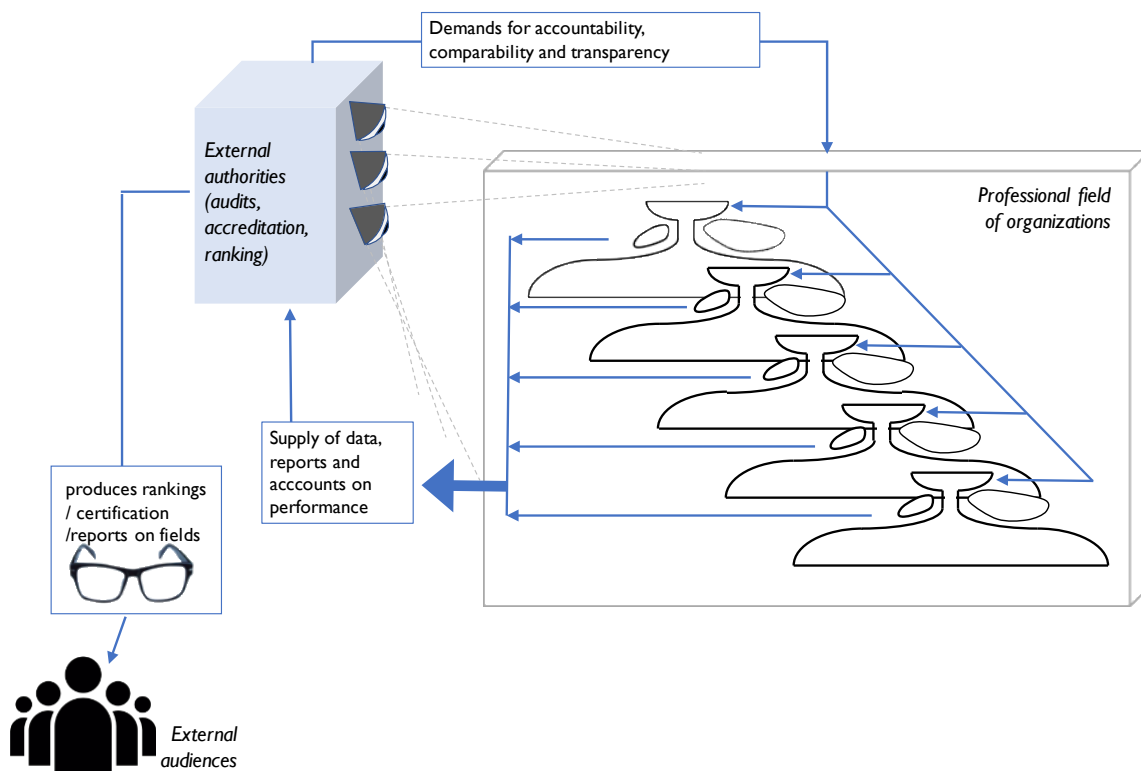 Demands for accountability,
comparability and transparency
External
authorities
(audits,
accreditation,
ranking)
Professional field
of organizations
Supply of data,
reports and
acccounts on
performance
produces rankings
/ certification
/reports on fields
External
audiences